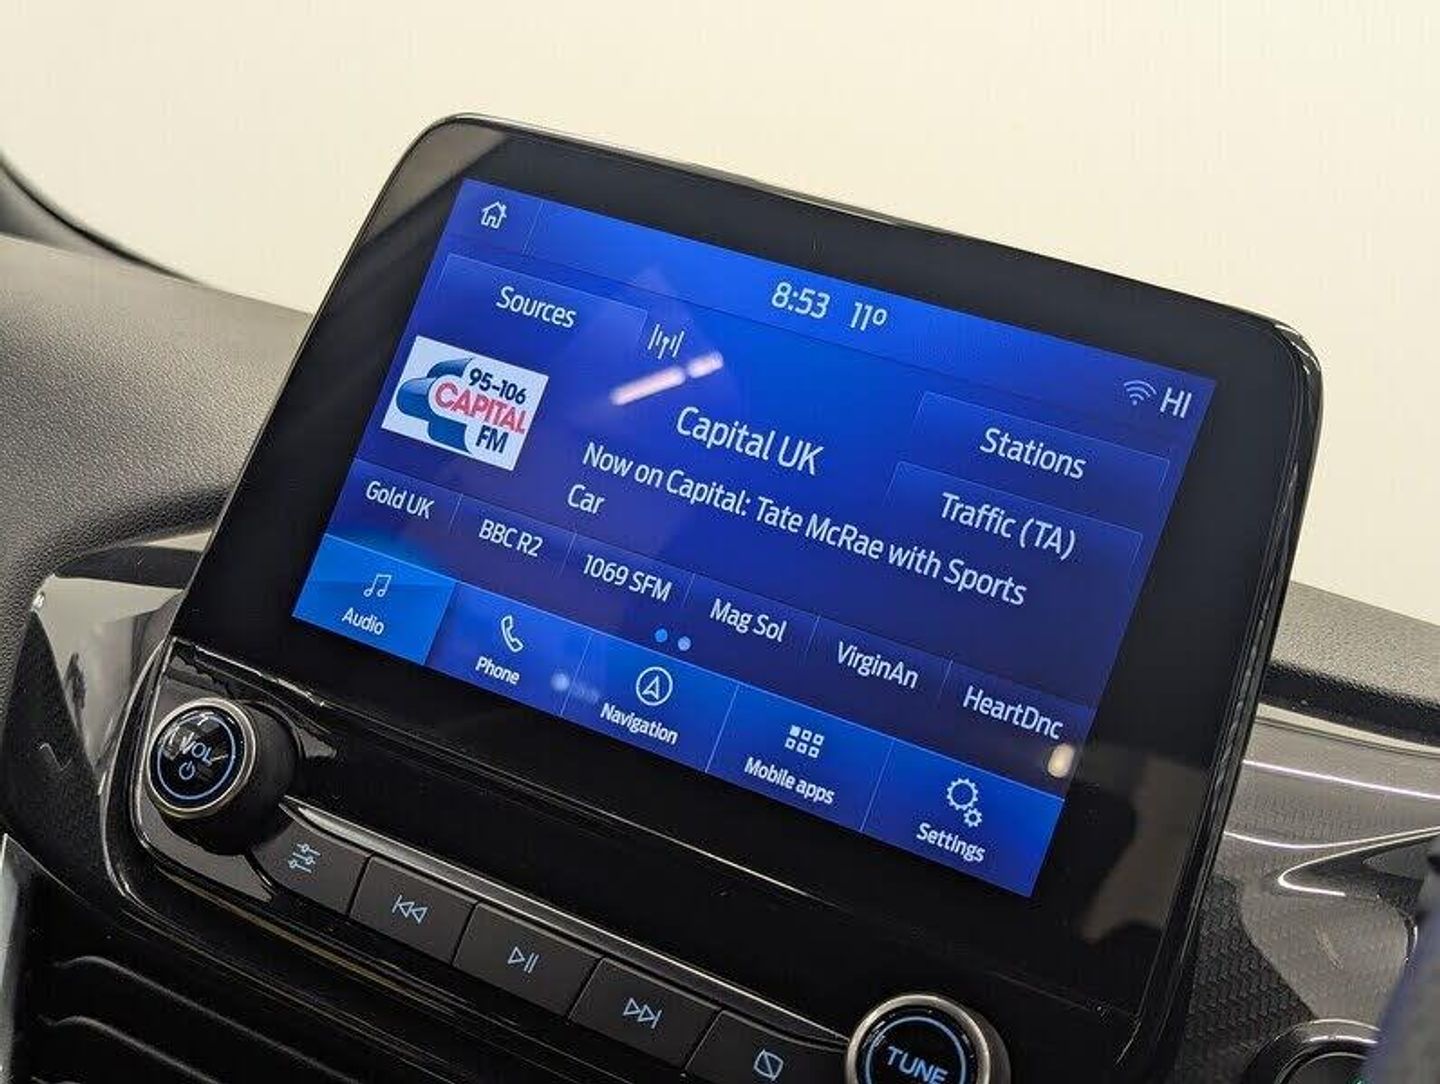 8:53 11°
HI
Sources
Stations
95-106
CAPITAL
FM
Capital UK
Traffic (TA)
Now on Capital: Tate McRae with Sports
Car
Gold UK
BBC R2
1069 SFM
Mag Sol
VirginAn
HeartDnc
Audio
Phone
Navigation
Mobile apps
Settings
VOL
TUNE